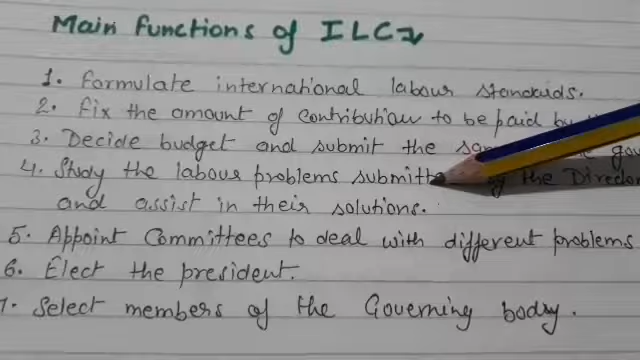 Main functions of ILC
1. Formulate international labour standards.
2. Fix the amount of contribution to be paid by
3. Decide budget and submit the
4. Study the labour problems submitted by the Director
and assist in their solutions.
5. Appoint Committees to deal with different problems
6. Elect the president.
7. Select members of the Governing body.